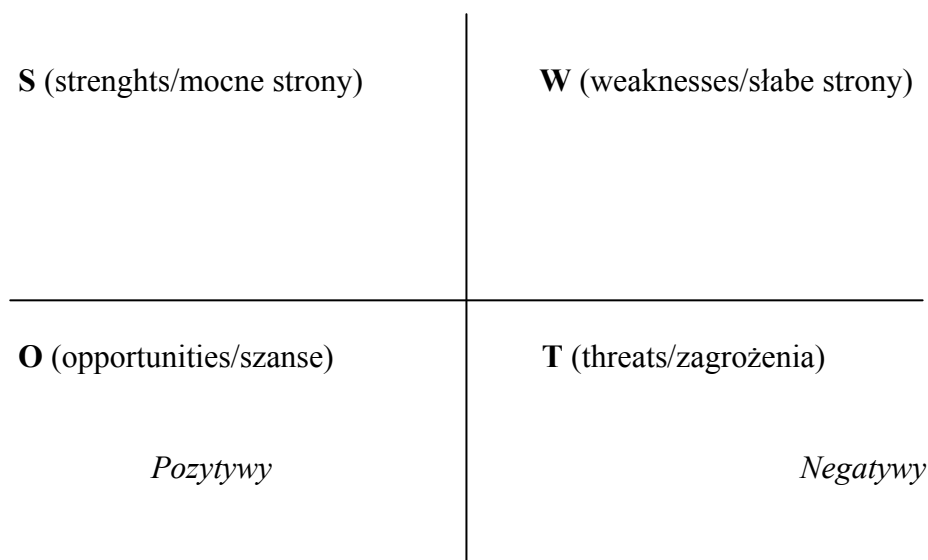 S (strenghts/mocne strony)
W (weaknesses/słabe strony)
O (opportunities/szanse)
T (threats/zagrożenia)
Pozytywy
Negatywy